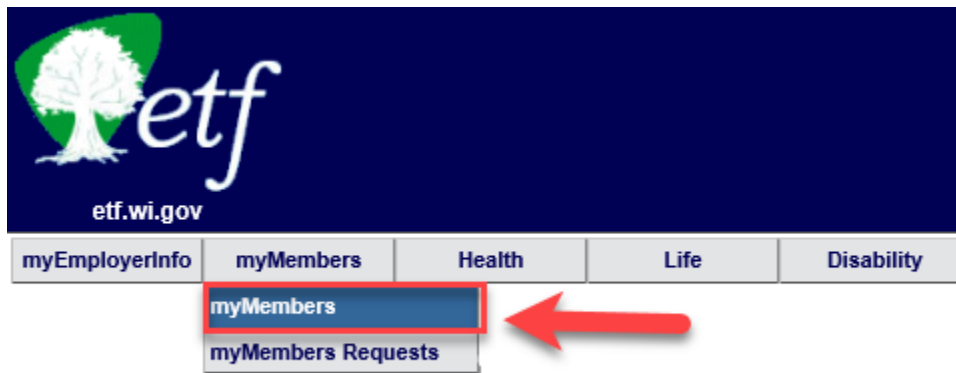 etf
etf.wi.gov
myEmployerInfo myMembers Health Life Disability
myMembers
myMembers Requests